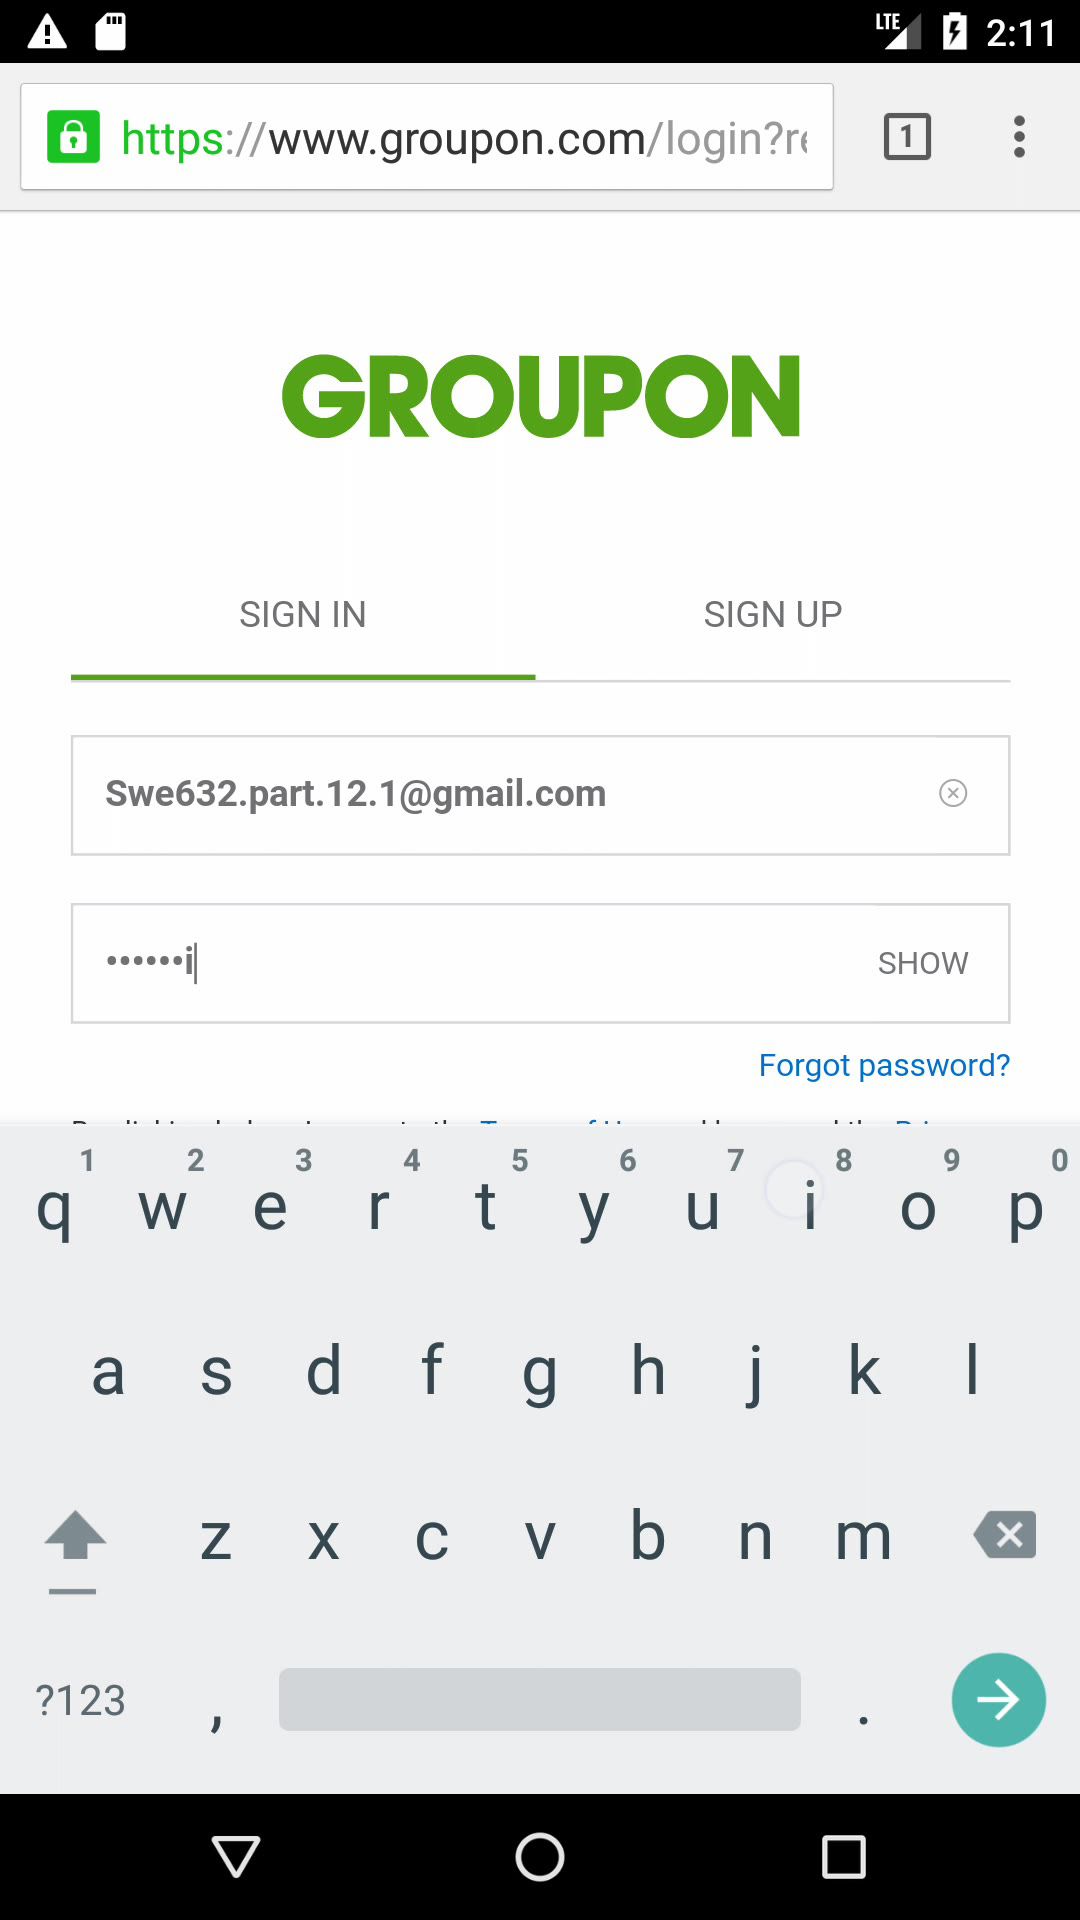 LTE 2:11
https://www.groupon.com/login?re
1
GROUPON
SIGN IN SIGN UP
Swe632.part.12.1@gmail.com
••••••i SHOW
Forgot password?
1 2 3 4 5 6 7 8 9 0
q w e r t y u i o p
a s d f g h j k l
z x c v b n m
?123 , .